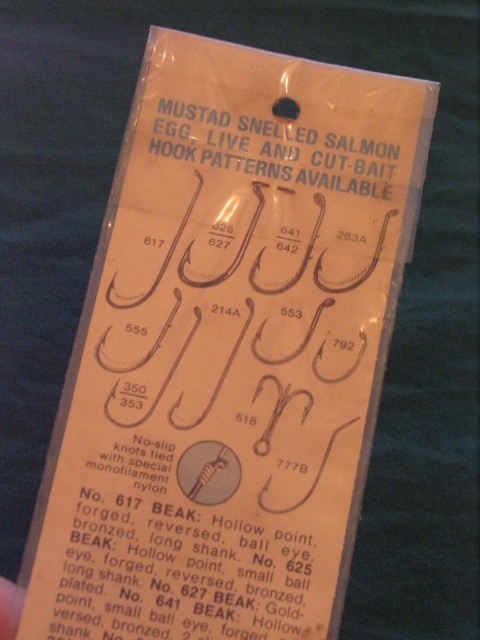 MUSTAD SNELLED SALMON
EGG, LIVE AND CUT-BAIT
HOOK PATTERNS AVAILABLE
617
625
627
641
642
263A
555
214A
553
792
350
353
518
777B
No-slip
knots tied
with special
monofilament
nylon
No. 617 BEAK: Hollow point,
forged, reversed, ball eye,
bronzed, long shank. No. 625
BEAK: Hollow point, small ball
eye, forged, reversed, bronzed,
long shank. No. 627 BEAK: Gold-
plated. No. 641 BEAK: Hollow
point, small ball eye, forged,
versed, bronzed, 2
shank.